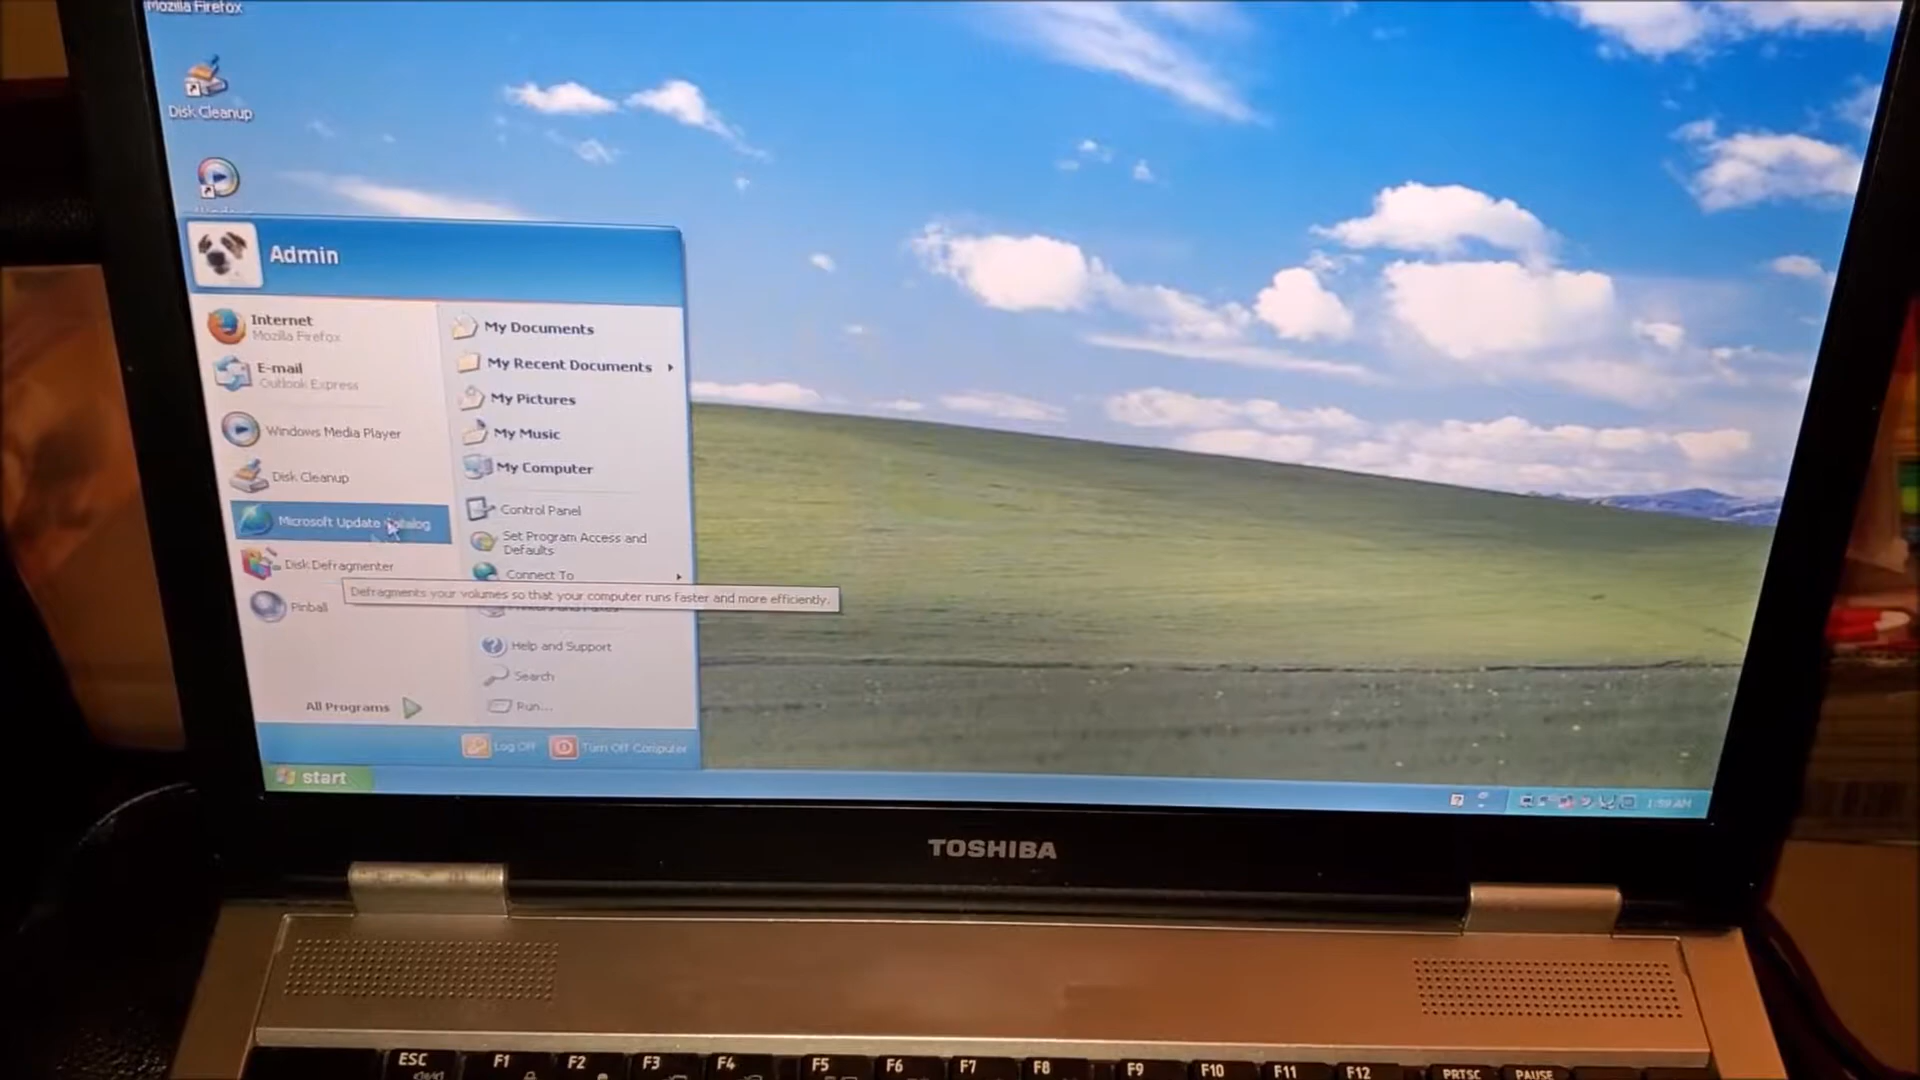 Mozilla Firefox
Disk Cleanup
Admin
Internet
Mozilla Firefox
E-mail
Outlook Express
Windows Media Player
Disk Cleanup
Microsoft Update Catalog
Disk Defragmenter
Pinball
All Programs
My Documents
My Recent Documents
My Pictures
My Music
My Computer
Control Panel
Set Program Access and
Defaults
Connect To
Defragments your volumes so that your computer runs faster and more efficiently.
Help and Support
Search
Run...
Log Off
Turn Off Computer
start
1:59 AM
TOSHIBA
ESC
F1
F2
F3
F4
F5
F6
F7
F8
F9
F10
F11
F12
PRTSC
PAUSE